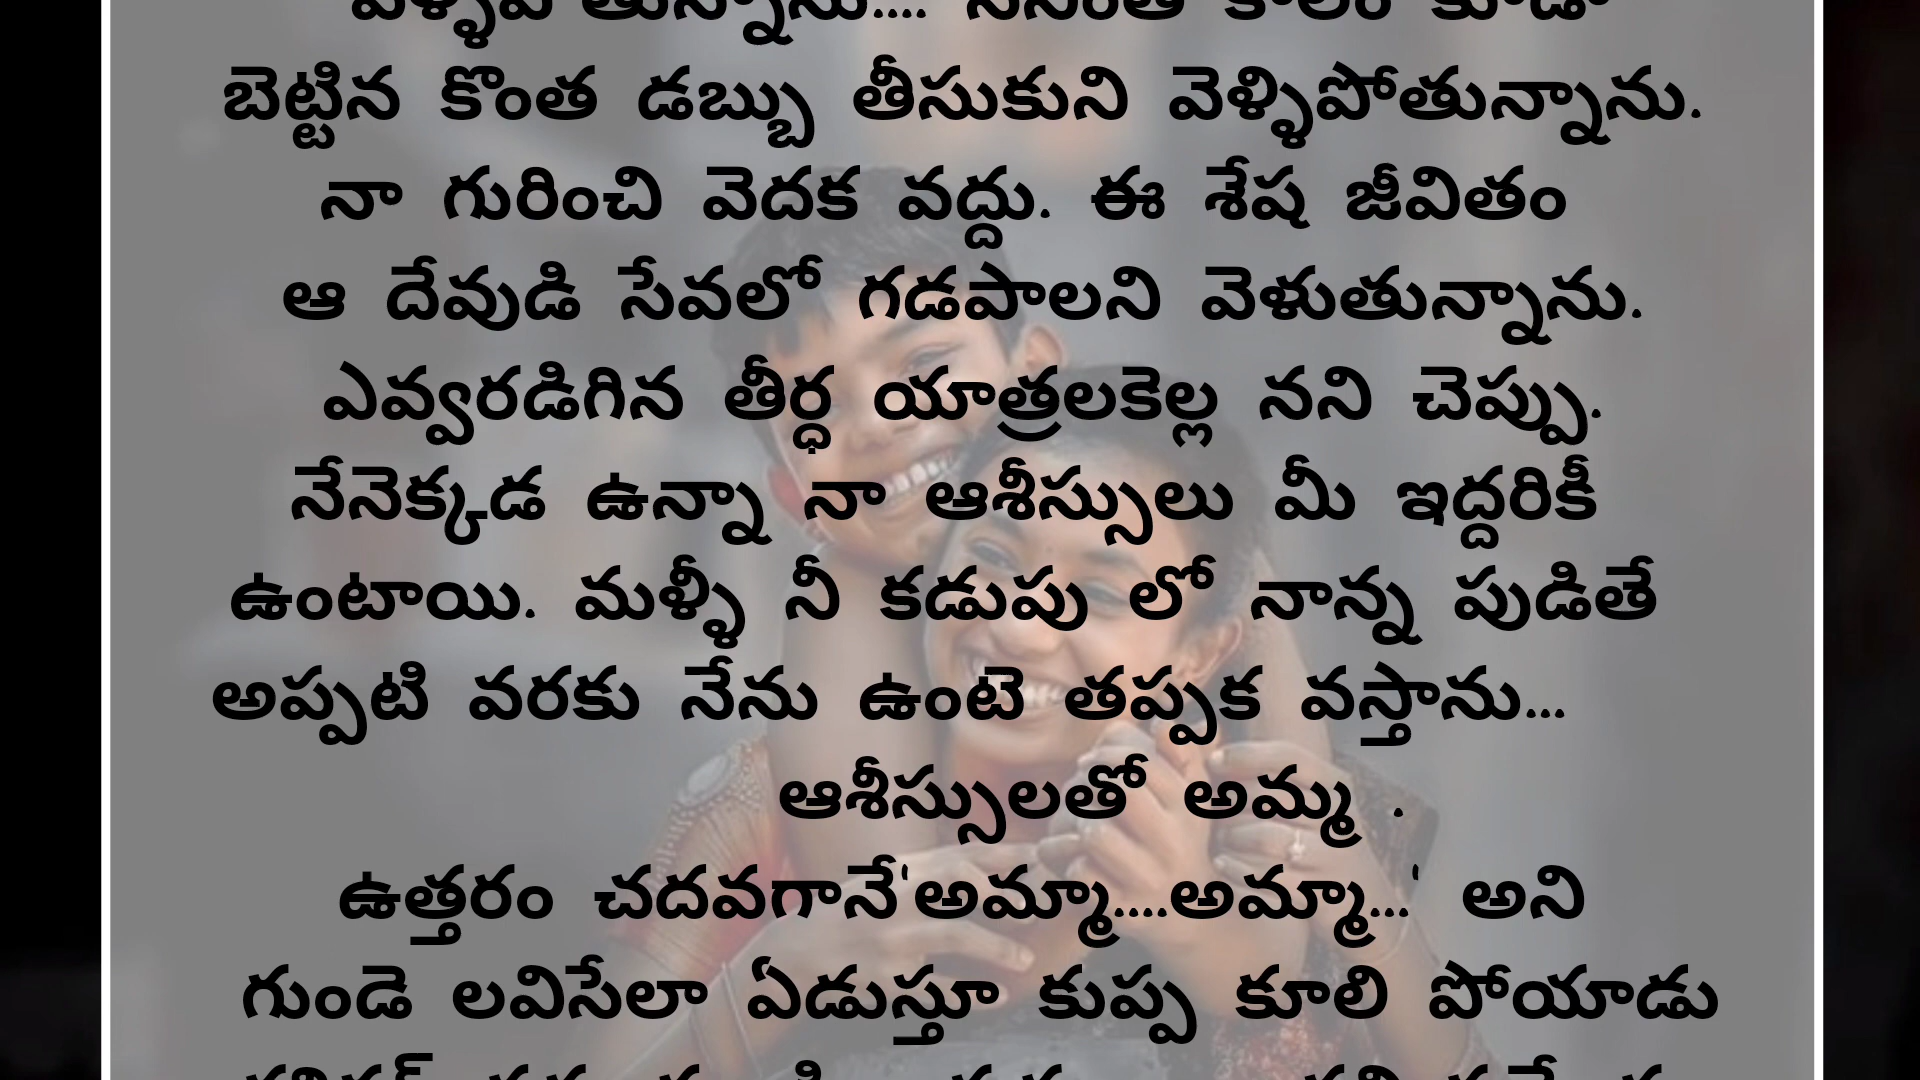 బెట్టిన కొంత డబ్బు తీసుకుని వెళ్ళిపోతున్నాను.
నా గురించి వెదక వద్దు. ఈ శేష జీవితం
ఆ దేవుడి సేవలో గడపాలని వెళుతున్నాను.
ఎవ్వరడిగిన తీర్ధ యాత్రలకెల్ల నని చెప్పు.
నేనెక్కడ ఉన్నా నా ఆశీస్సులు మీ ఇద్దరికీ
ఉంటాయి. మళ్ళీ నీ కడుపు లో నాన్న పుడితే
అప్పటి వరకు నేను ఉంటె తప్పక వస్తాను...
ఆశీస్సులతో అమ్మ .
ఉత్తరం చదవగానే'అమ్మా....అమ్మా...' అని
గుండె లవిసేలా ఏడుస్తూ కుప్ప కూలి పోయాడు